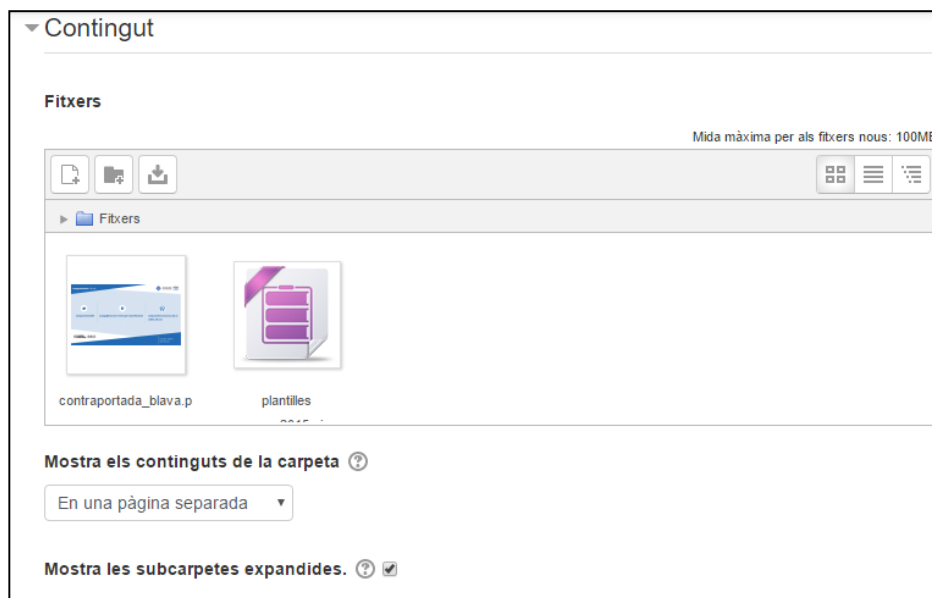 Contingut
Fitxers
Mida màxima per als fitxers nous: 100ME
Fitxers
contraportada_blava.p
plantilles
Mostra els continguts de la carpeta
En una pàgina separada
Mostra les subcarpetes expandides.